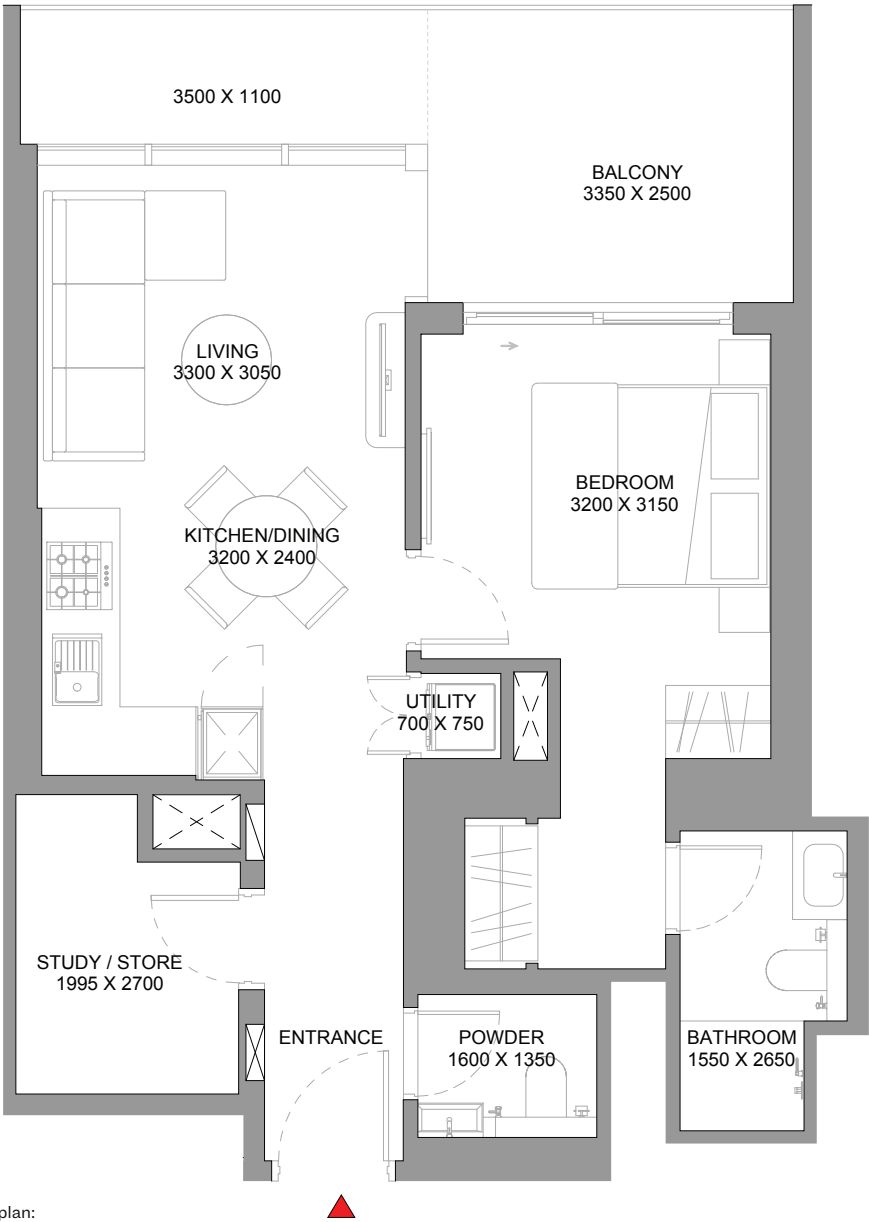 3500 X 1100
BALCONY
3350 X 2500
LIVING
3300 X 3050
BEDROOM
3200 X 3150
KITCHEN/DINING
3200 X 2400
UTILITY
700 X 750
STUDY / STORE
1995 X 2700
ENTRANCE
POWDER
1600 X 1350
BATHROOM
1550 X 2650
plan: